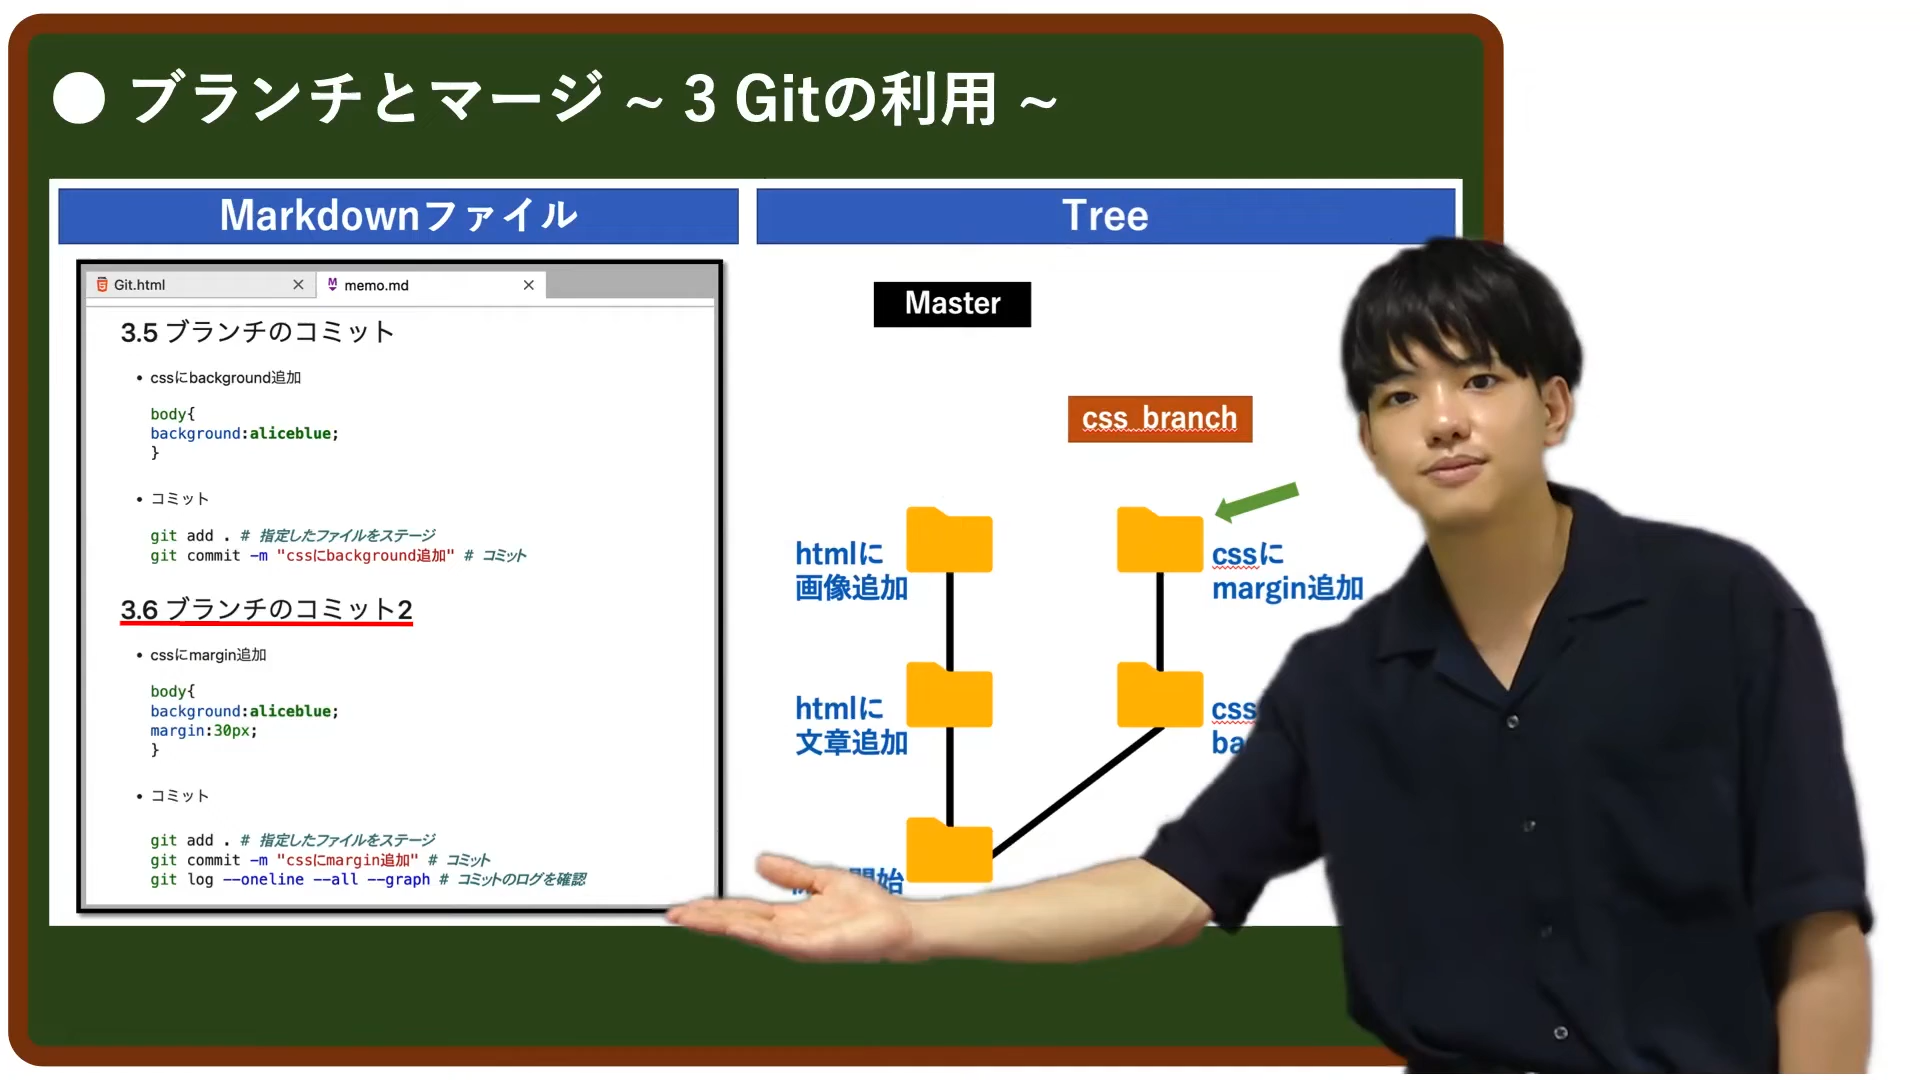 ● ブランチとマージ ~ 3 Gitの利用 ~
Markdownファイル
Git.html
memo.md
3.5 ブランチのコミット
• cssにbackground追加
body{
background:aliceblue;
}
• コミット
git add . # 指定したファイルをステージ
git commit -m "cssにbackground追加" # コミット
3.6 ブランチのコミット2
• cssにmargin追加
body{
background:aliceblue;
margin:30px;
}
• コミット
git add . # 指定したファイルをステージ
git commit -m "cssにmargin追加" # コミット
git log --oneline --all --graph # コミットのログを確認
Tree
Master
css_branch
htmlに
画像追加
cssに
margin追加
htmlに
文章追加
css
ba
開始